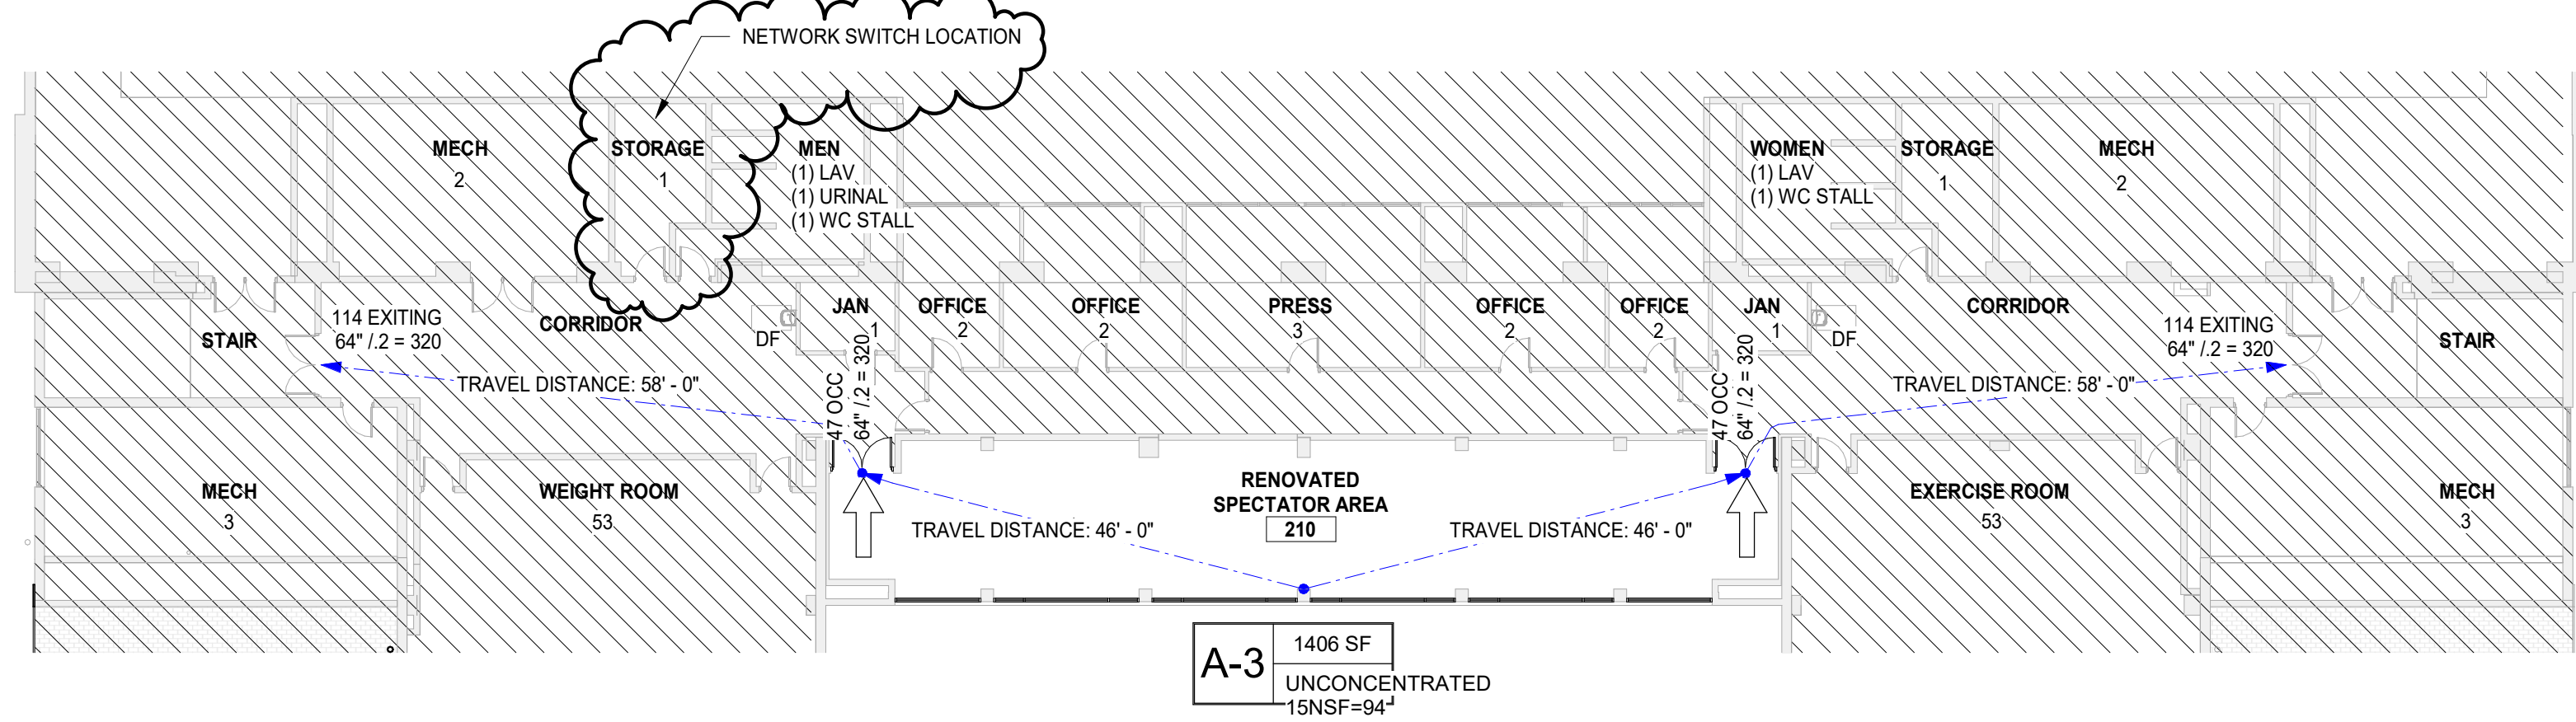 NETWORK SWITCH LOCATION
MECH
2
STORAGE
1
MEN
(1) LAV
(1) URINAL
(1) WC STALL
WOMEN
(1) LAV
(1) WC STALL
STORAGE
1
MECH
2
STAIR
114 EXITING
64" /.2 = 320
CORRIDOR
DF
JAN
1
OFFICE
2
OFFICE
2
PRESS
3
OFFICE
2
OFFICE
2
JAN
1
DF
CORRIDOR
114 EXITING
64" /.2 = 320
STAIR
TRAVEL DISTANCE: 58' - 0"
47 OCC
64" /.2 = 320
47 OCC
64" /.2 = 320
TRAVEL DISTANCE: 58' - 0"
MECH
3
WEIGHT ROOM
53
RENOVATED
SPECTATOR AREA
210
TRAVEL DISTANCE: 46' - 0"
TRAVEL DISTANCE: 46' - 0"
EXERCISE ROOM
53
MECH
3
A-3
1406 SF
UNCONCENTRATED
15NSF=94